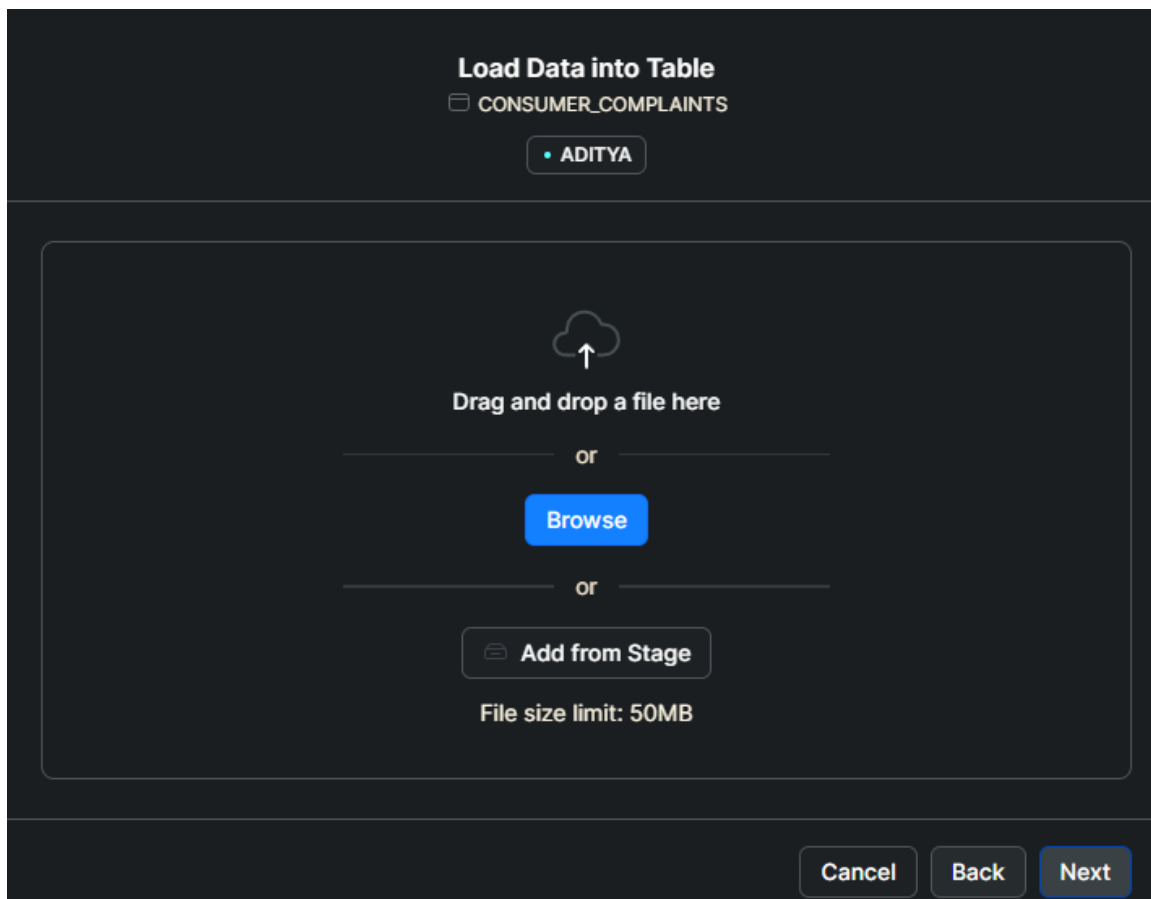 Load Data into Table
CONSUMER_COMPLAINTS
ADITYA
Drag and drop a file here
or
Browse
or
Add from Stage
File size limit: 50MB
Cancel Back Next